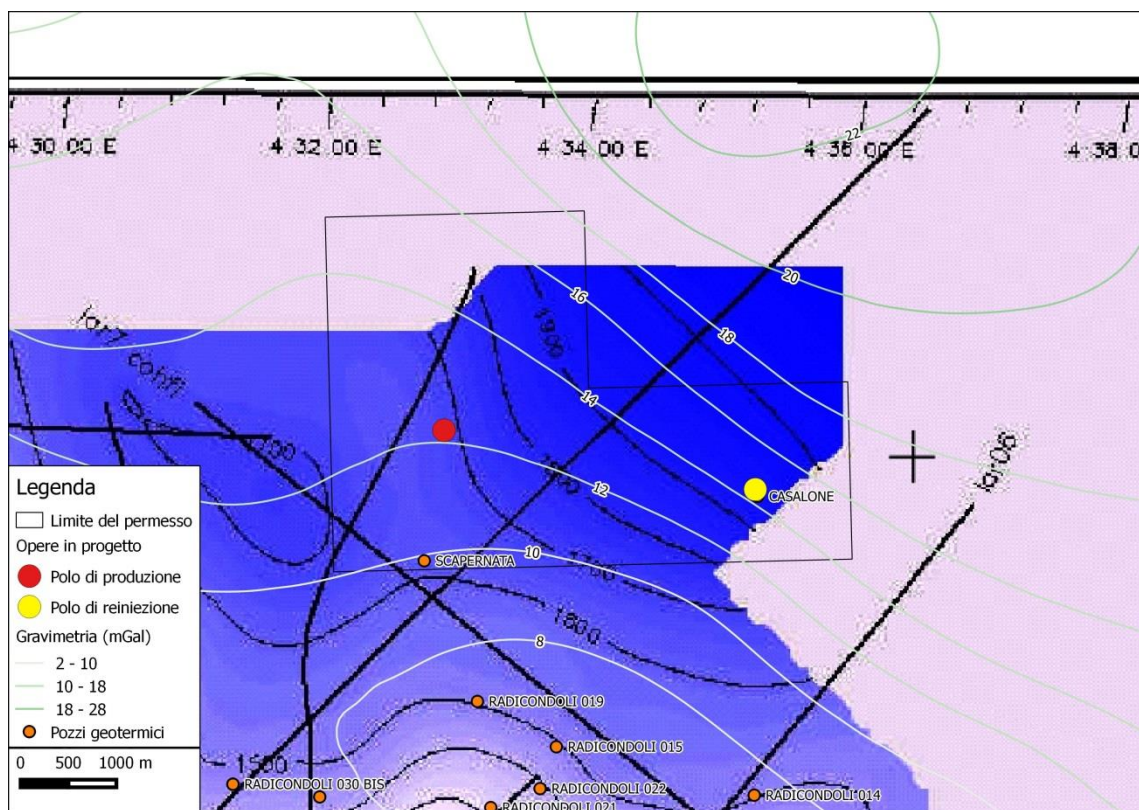 22
4 30 00 E
4 32 00 E
4 34 00 E
4 36 00 E
4 38 0
20
16
1900
18
14
CASALONE
12
lar06
10
SCAPERNATA
1700
1800
8
RADICONDOLI 019
RADICONDOLI 015
1500
RADICONDOLI 030 BIS
RADICONDOLI 022
RADICONDOLI 014
RADICONDOLI 021
Legenda
Limite del permesso
Opere in progetto
Polo di produzione
Polo di reiniezione
Gravimetria (mGal)
2 - 10
10 - 18
18 - 28
Pozzi geotermici
0 500 1000 m